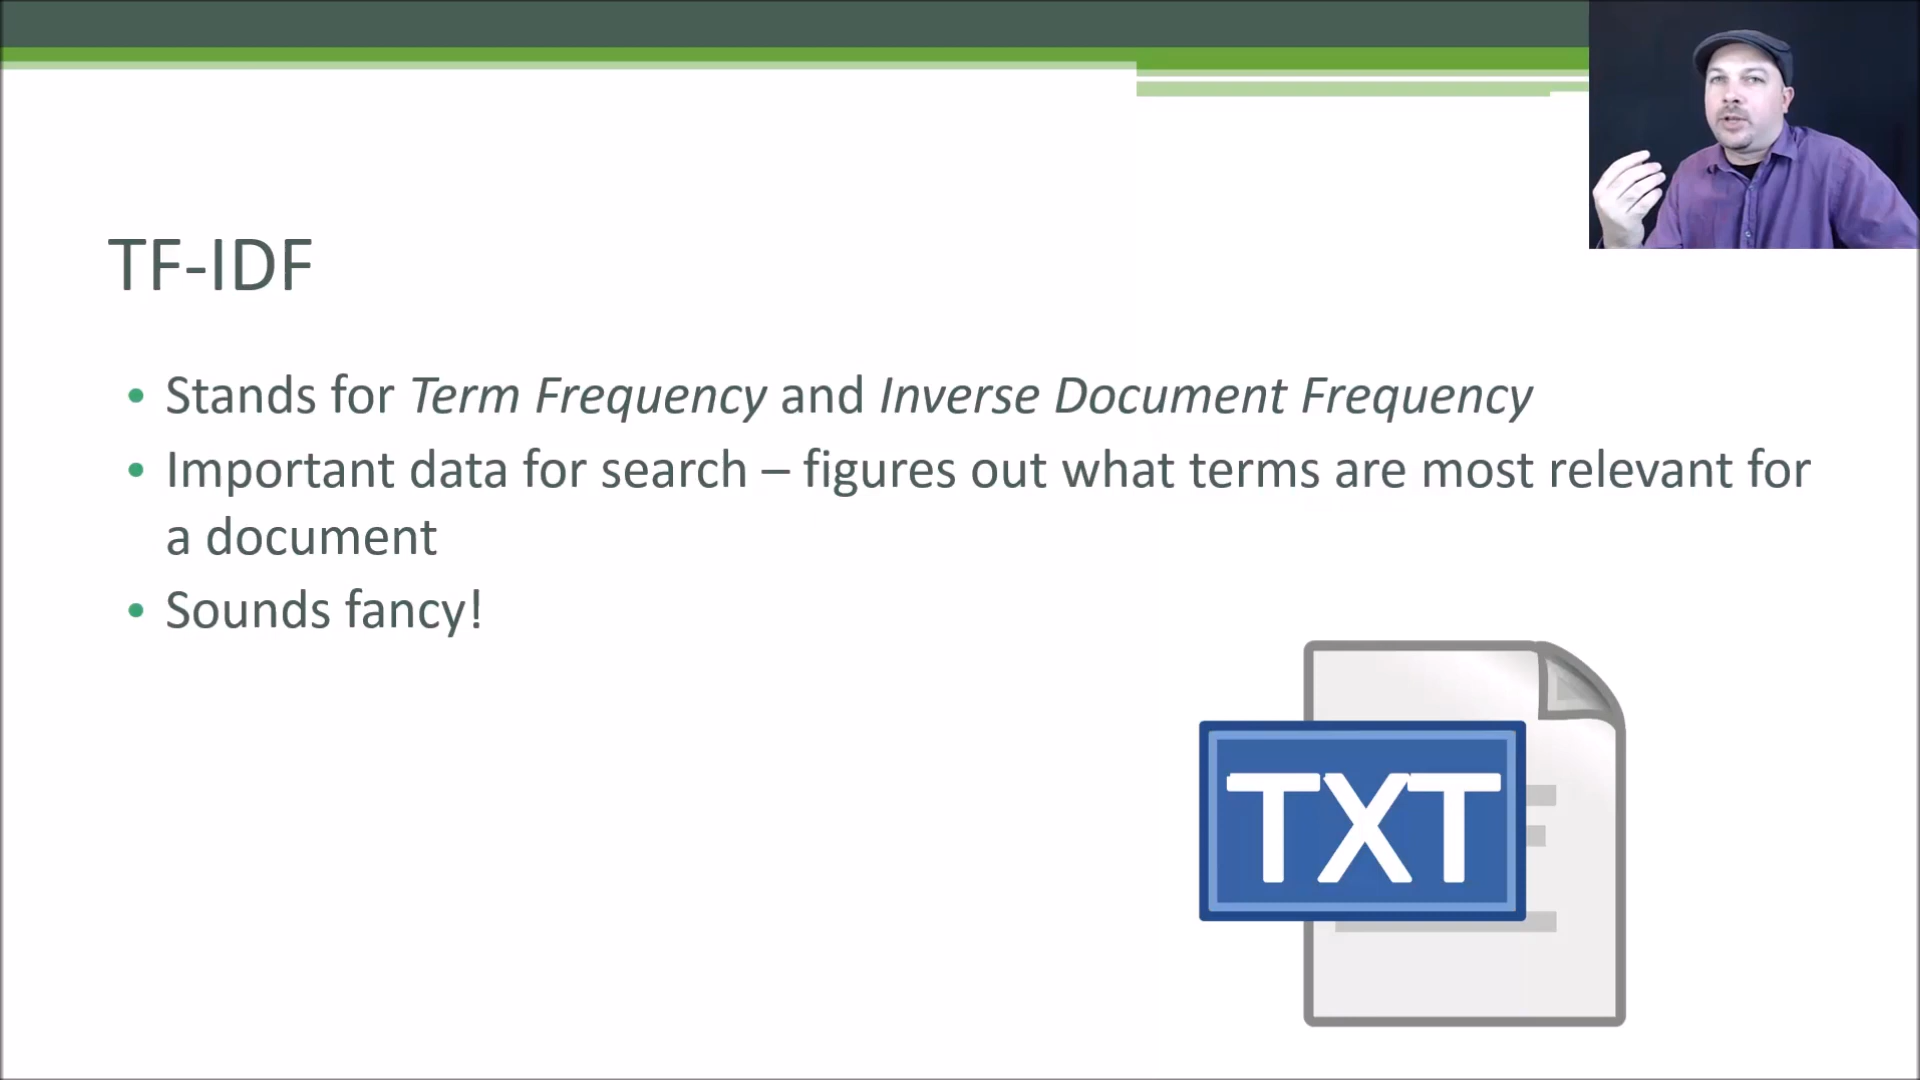 TF-IDF
• Stands for Term Frequency and Inverse Document Frequency
• Important data for search – figures out what terms are most relevant for
a document
• Sounds fancy!
TXT